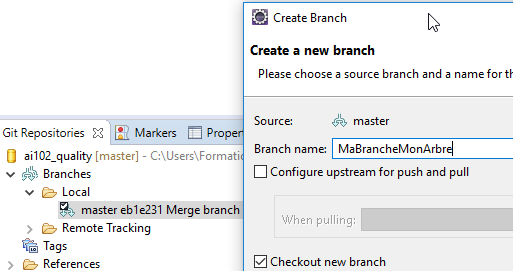 Create Branch
Create a new branch
Please choose a source branch and a name for th
Source: master
Branch name: MaBrancheMonArbre
Configure upstream for push and pull
When pulling:
Checkout new branch
Git Repositories Markers Proper
ai102_quality [master] - C:\Users\Formatic
Branches
Local
master eb1e231 Merge branch
Remote Tracking
Tags
References